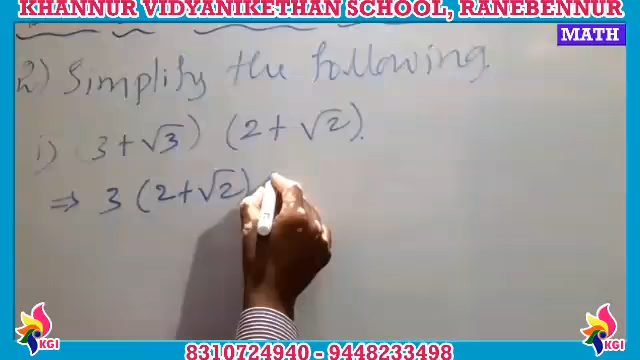 KHANNUR VIDYANIKETHAN SCHOOL, RANEBENNUR
MATH
2) Simplify the following.
i) (3 + √3) (2 + √2).
⇒ 3 (2 + √2)
KGI
KGI
8310724940 - 9448233498